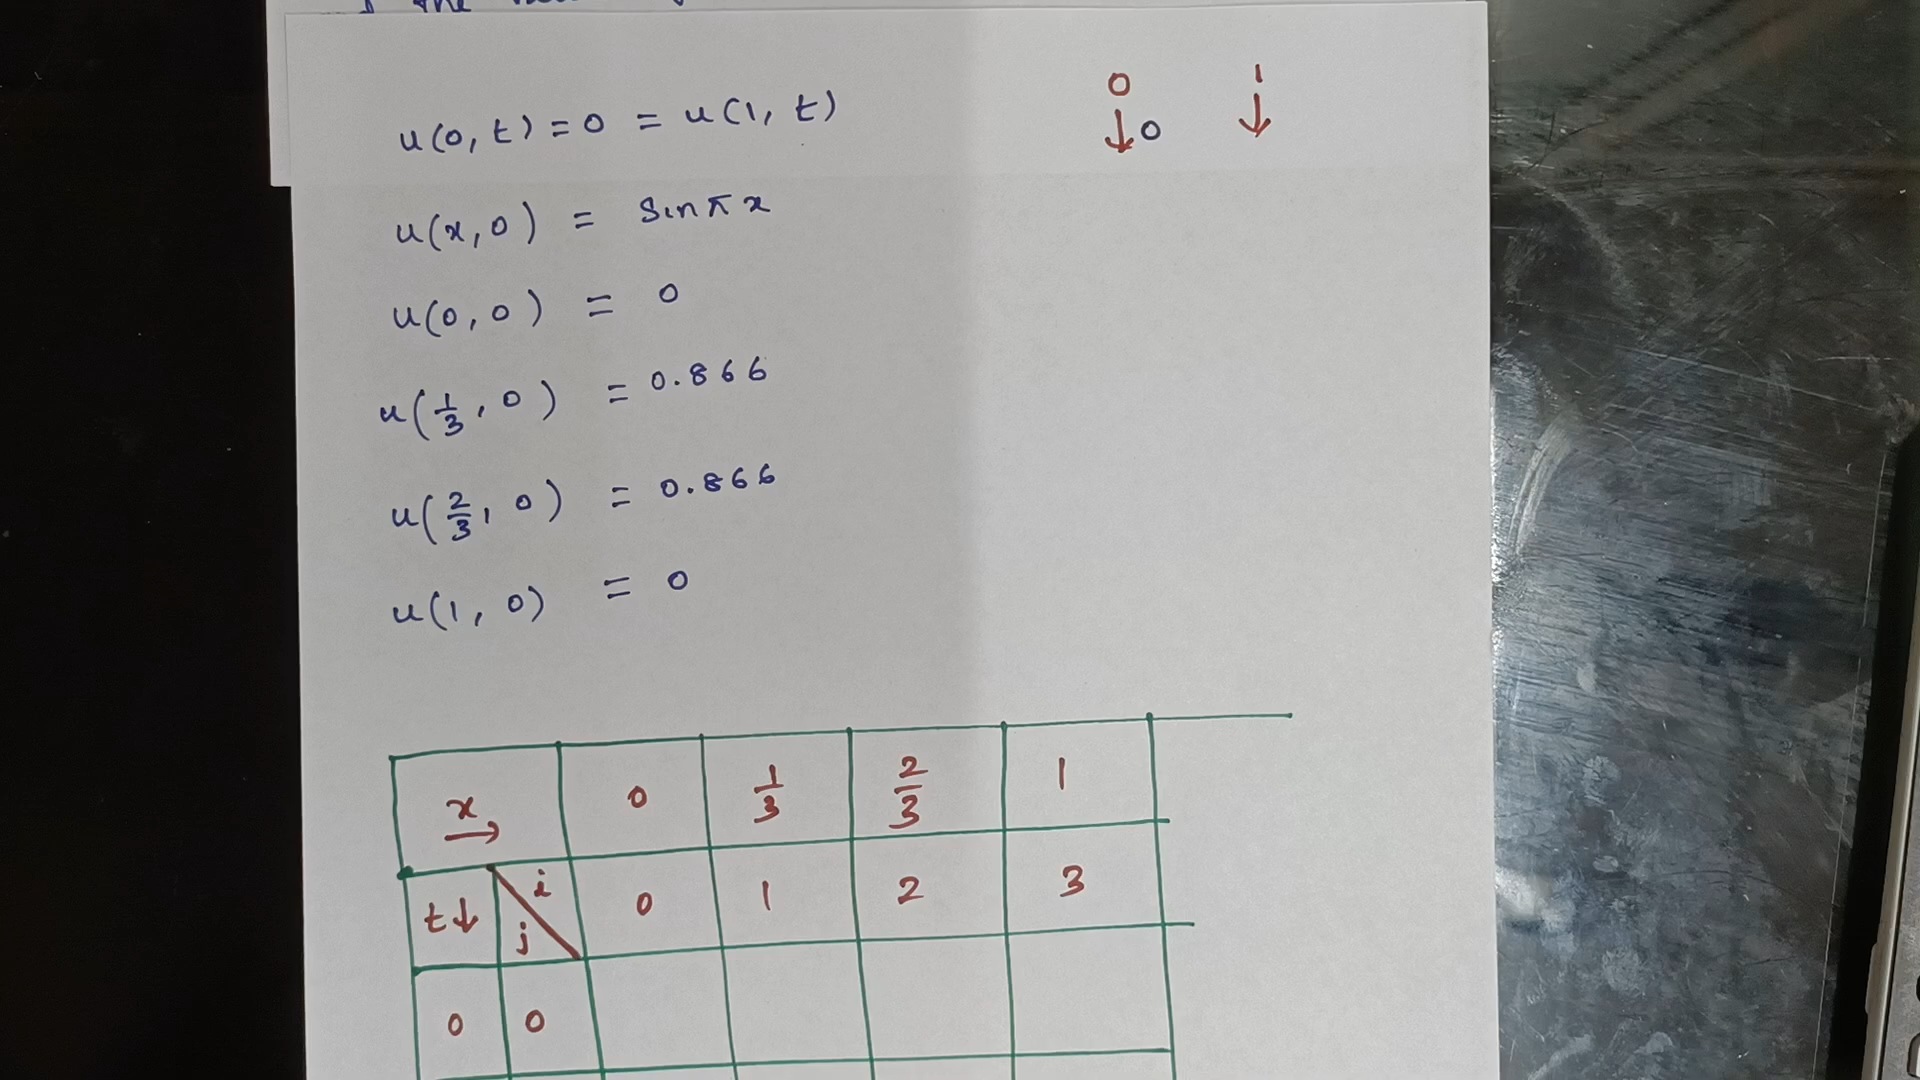 the
u(0, t) = 0 = u(1, t)
0 1
↓0 ↓
u(x, 0) = Sin π x
u(0, 0) = 0
u(1/3, 0) = 0.866
u(2/3, 0) = 0.866
u(1, 0) = 0
x → 0 1/3 2/3 1
t↓ i j 0 1 2 3
0 0